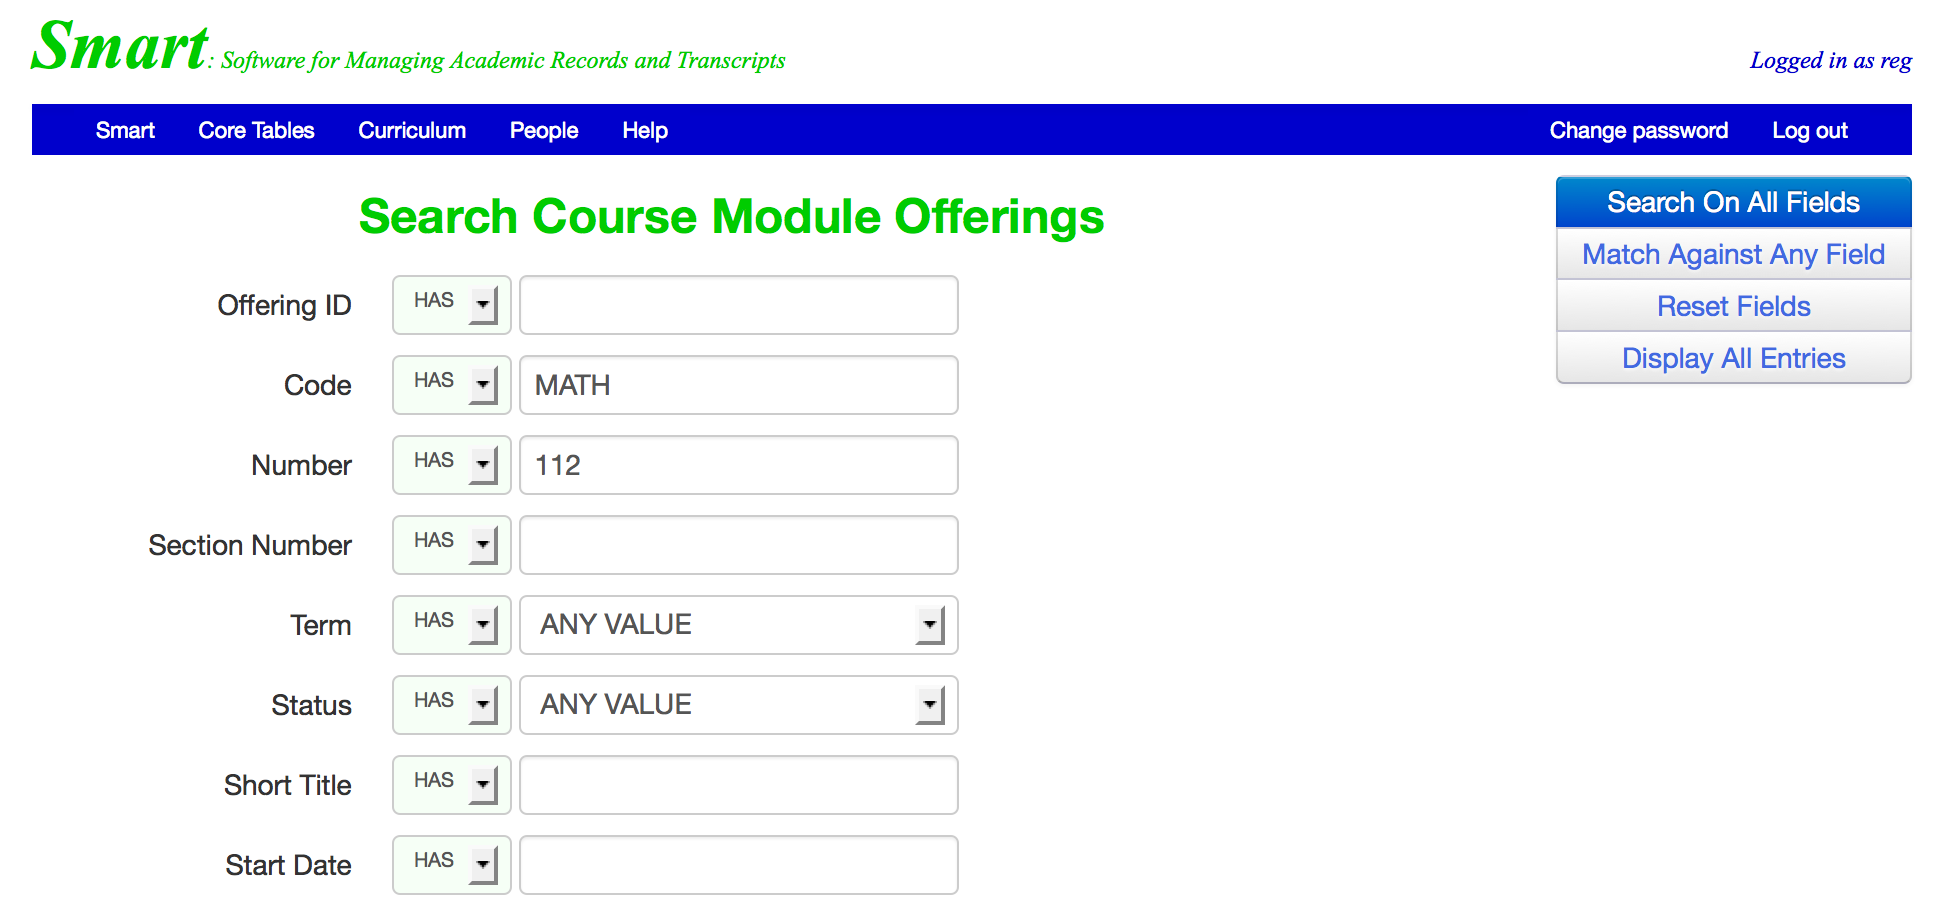 Smart: Software for Managing Academic Records and Transcripts
Logged in as reg
Smart Core Tables Curriculum People Help Change password Log out
Search Course Module Offerings
Search On All Fields
Match Against Any Field
Reset Fields
Display All Entries
Offering ID HAS
Code HAS MATH
Number HAS 112
Section Number HAS
Term HAS ANY VALUE
Status HAS ANY VALUE
Short Title HAS
Start Date HAS